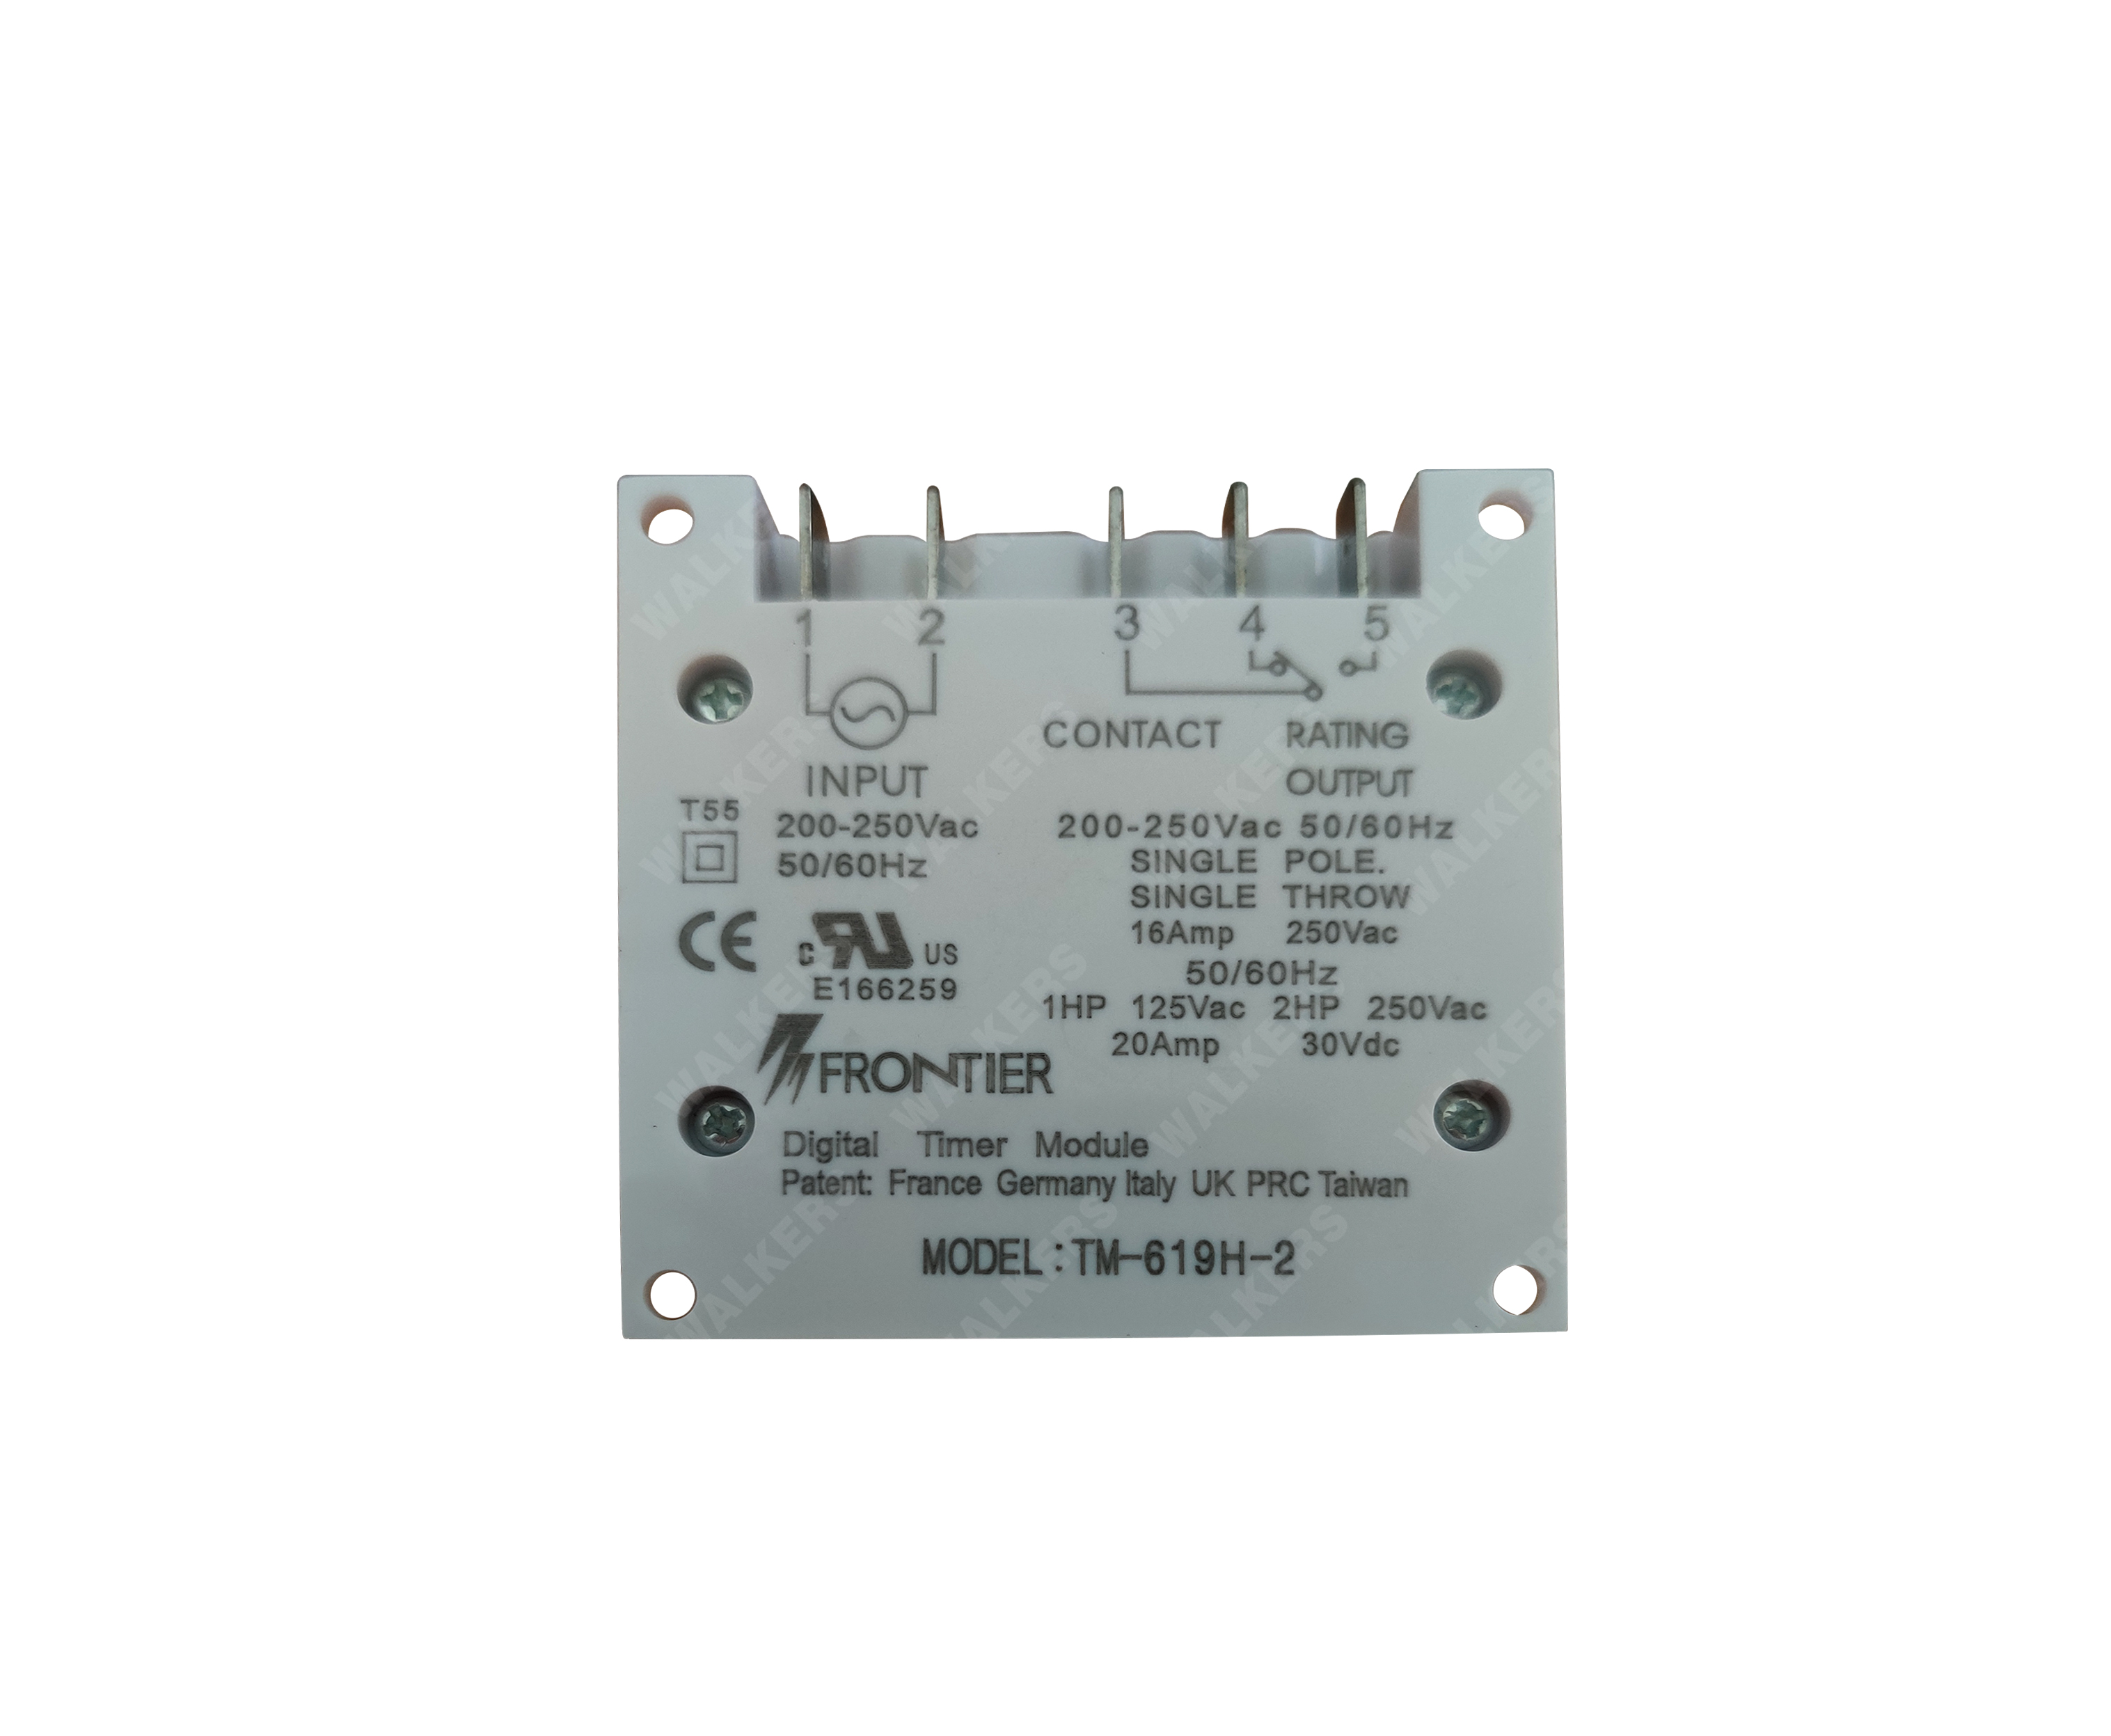 1 2 3 4 5
CONTACT RATING
INPUT OUTPUT
T55
200-250Vac 200-250Vac 50/60Hz
50/60Hz SINGLE POLE.
SINGLE THROW
CE c RU US 16Amp 250Vac
E166259 50/60Hz
1HP 125Vac 2HP 250Vac
FRONTIER 20Amp 30Vdc
Digital Timer Module
Patent: France Germany Italy UK PRC Taiwan
MODEL:TM-619H-2
WALKERS